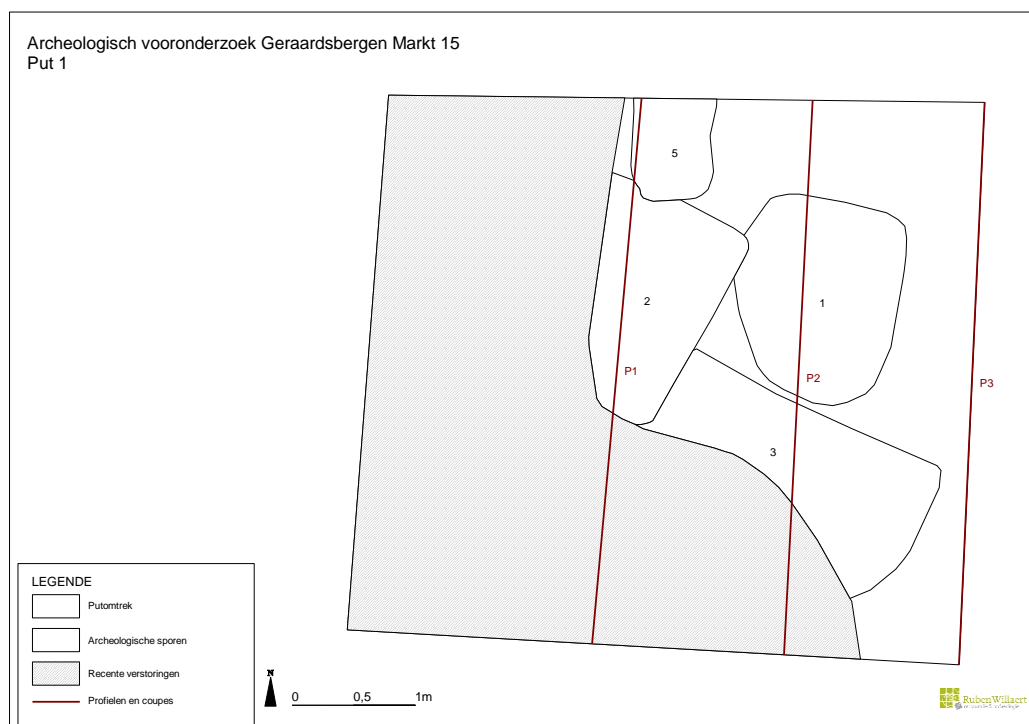 Archeologisch vooronderzoek Geraardsbergen Markt 15
Put 1
5
2
1
P1
P2
P3
3
LEGENDE
Putomtrek
Archeologische sporen
Recente verstoringen
Profielen en coupes
N
0 0,5 1m
RubenWillaert